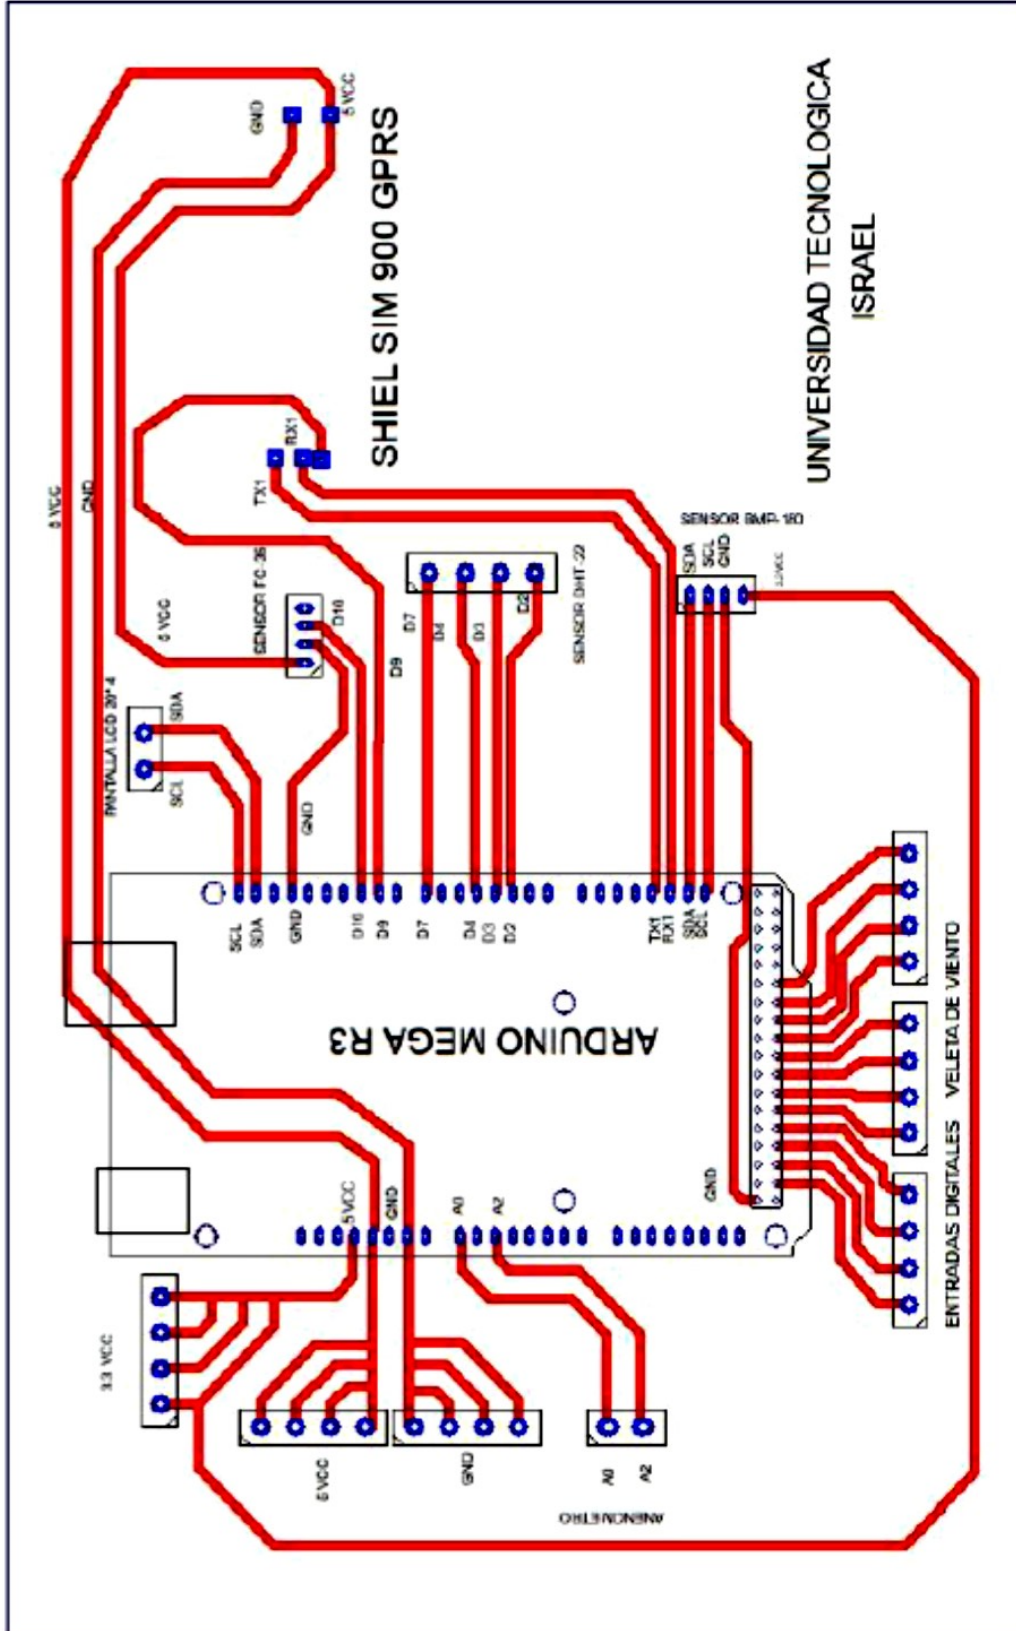 GND
5 VCC
SHIEL SIM 900 GPRS
UNIVERSIDAD TECNOLOGICA
ISRAEL
5 VCC
GND
TX1
RX1
5 VCC
SENSOR FC-35
D10
D9
D7
D4
D3
D2
SENSOR DHT-22
SENSOR BMP-180
SDA
SCL
GND
PANTALLA LCD 20*4
SDA
SCL
GND
SCL
SDA
GND
D10
D9
D7
D4
D3
D2
TX1
RX1
SDA
SCL
ARDUINO MEGA R3
5 VCC
GND
A0
A2
GND
ENTRADAS DIGITALES
VELETA DE VIENTO
3.3 VCC
5 VCC
GND
A0
A2
ANENOMETRO